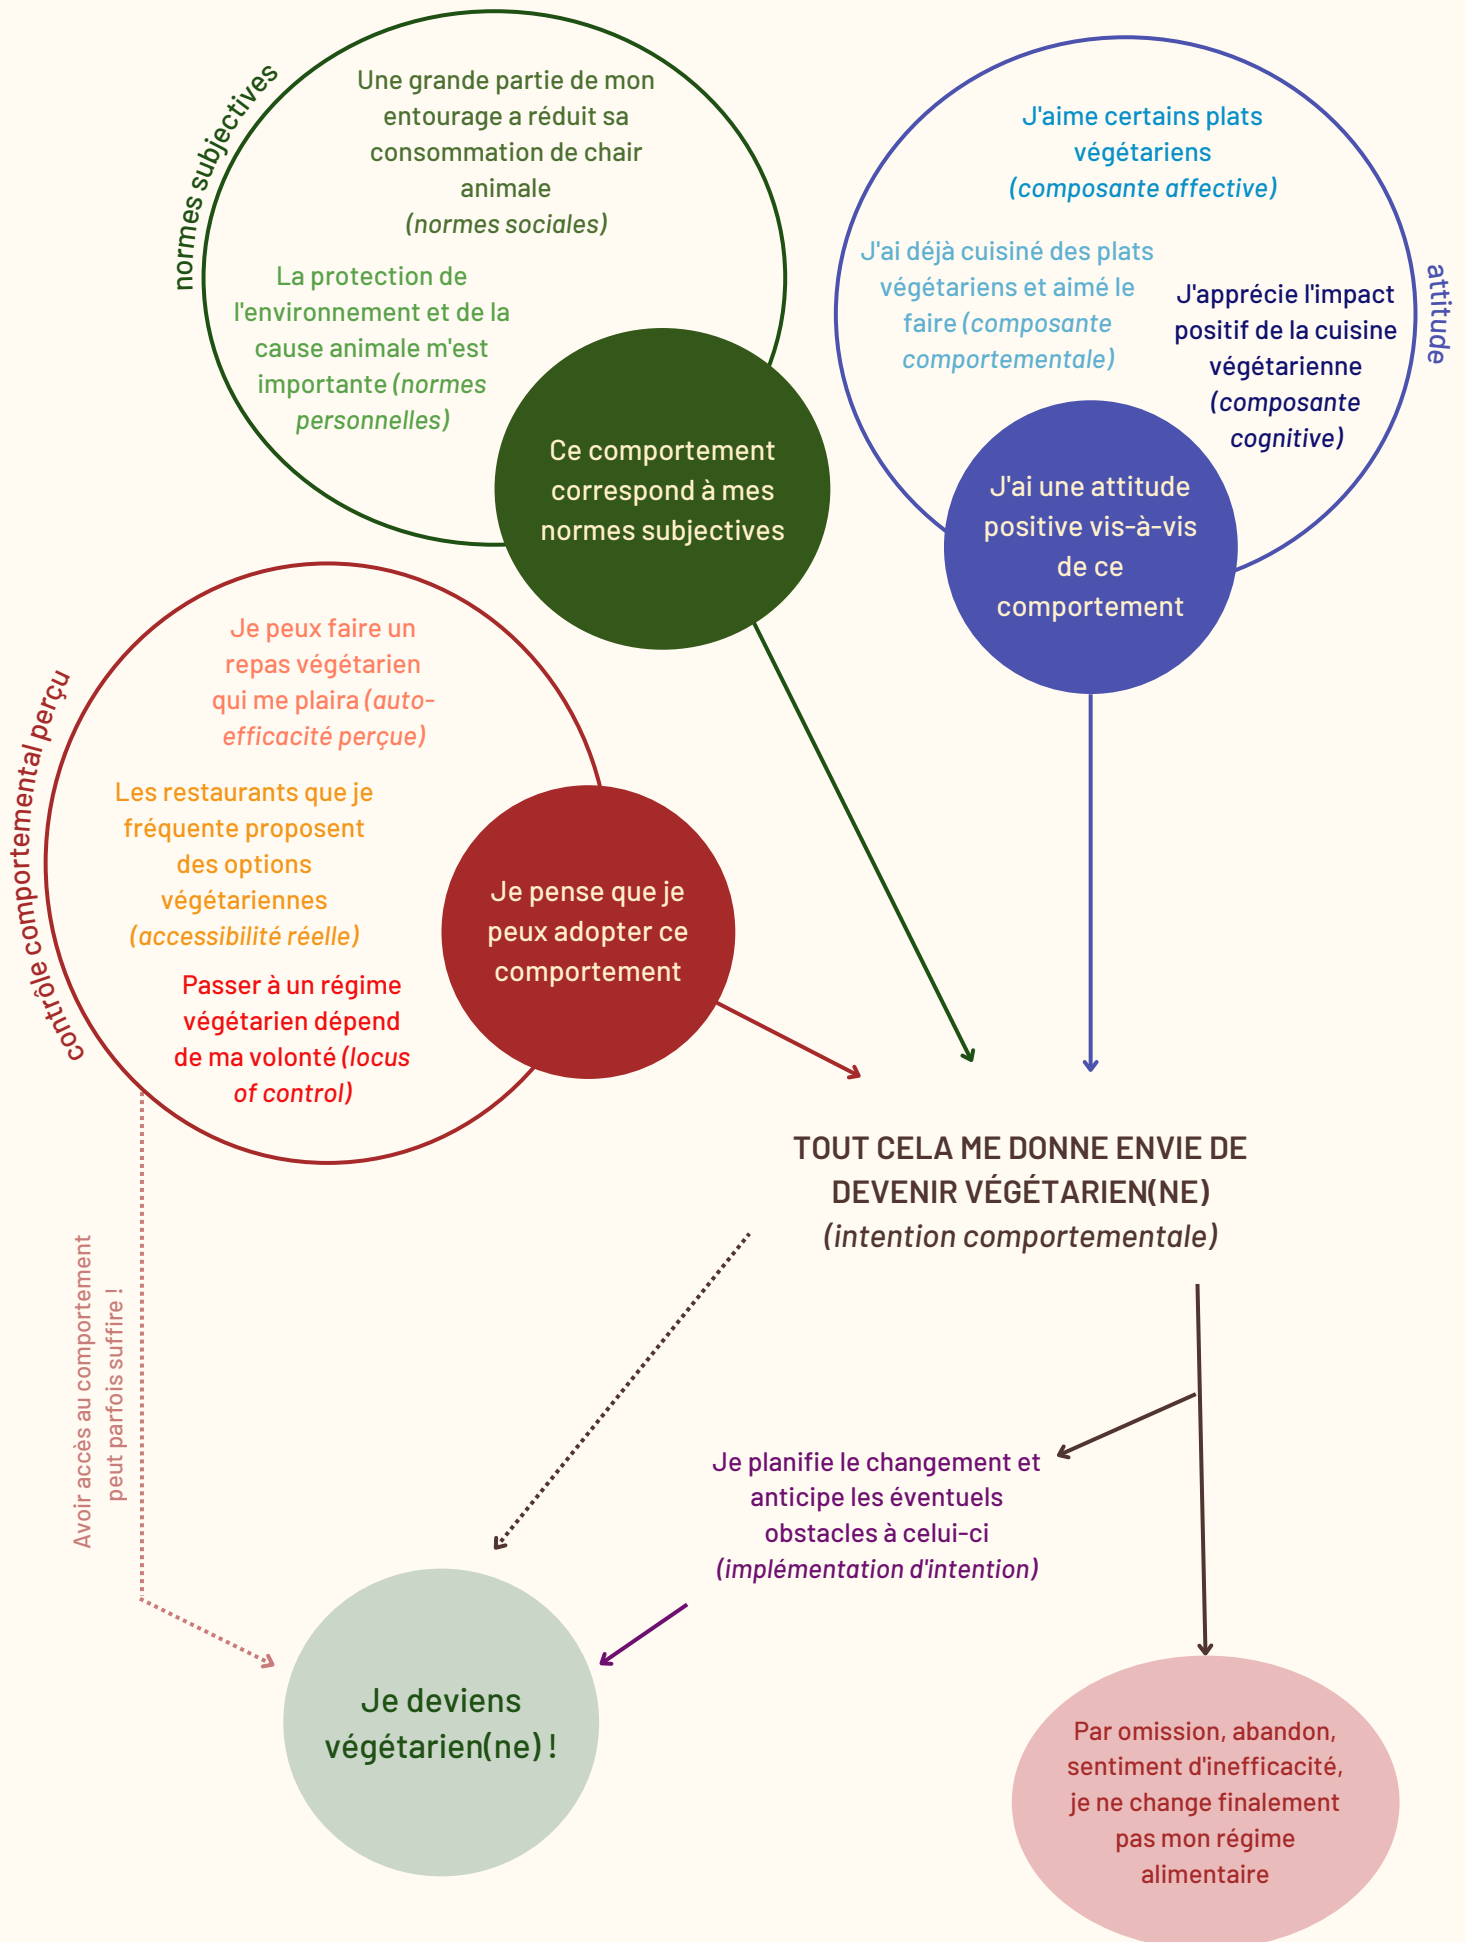 normes subjectives
Une grande partie de mon
entourage a réduit sa
consommation de chair
animale
(normes sociales)
La protection de
l'environnement et de la
cause animale m'est
importante (normes
personnelles)
Ce comportement
correspond à mes
normes subjectives
attitude
J'aime certains plats
végétariens
(composante affective)
J'ai déjà cuisiné des plats
végétariens et aimé le
faire (composante
comportementale)
J'apprécie l'impact
positif de la cuisine
végétarienne
(composante
cognitive)
J'ai une attitude
positive vis-à-vis
de ce
comportement
contrôle comportemental perçu
Je peux faire un
repas végétarien
qui me plaira (auto-
efficacité perçue)
Les restaurants que je
fréquente proposent
des options
végétariennes
(accessibilité réelle)
Passer à un régime
végétarien dépend
de ma volonté (locus
of control)
Je pense que je
peux adopter ce
comportement
TOUT CELA ME DONNE ENVIE DE
DEVENIR VÉGÉTARIEN(NE)
(intention comportementale)
Avoir accès au comportement
peut parfois suffire !
Je planifie le changement et
anticipe les éventuels
obstacles à celui-ci
(implémentation d'intention)
Je deviens
végétarien(ne) !
Par omission, abandon,
sentiment d'inefficacité,
je ne change finalement
pas mon régime
alimentaire